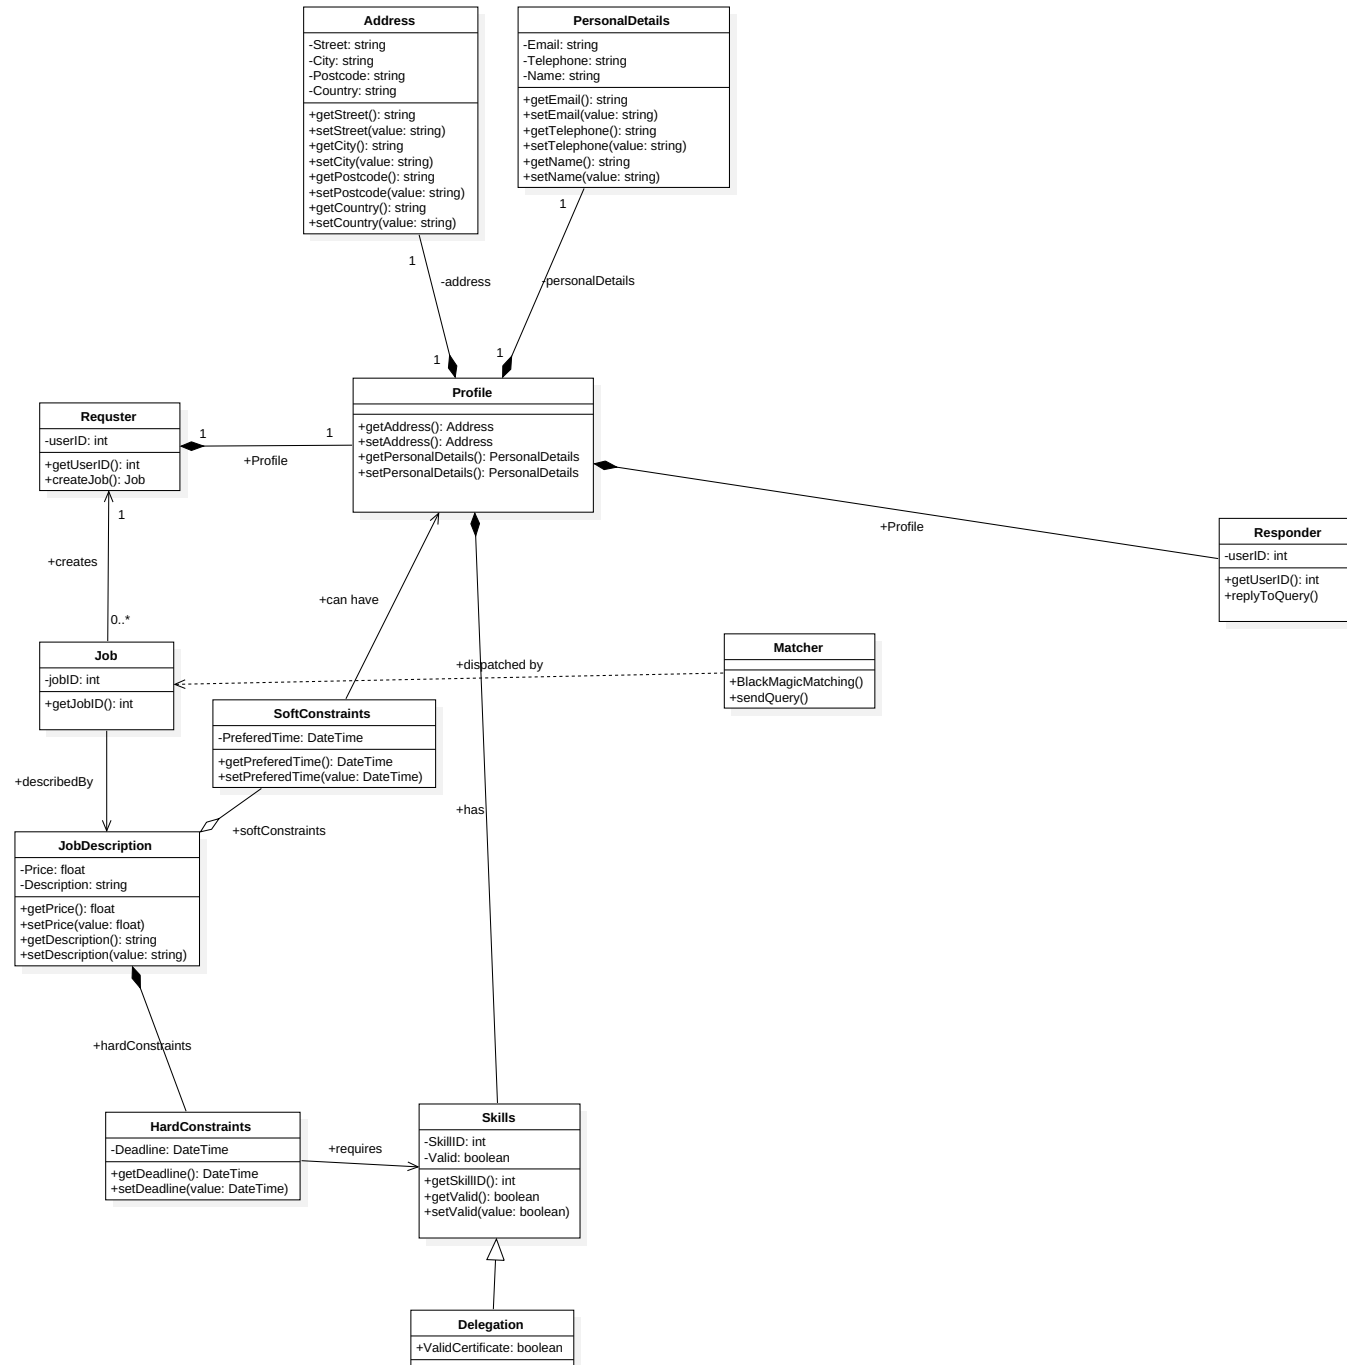 Address
-Street: string
-City: string
-Postcode: string
-Country: string
+getStreet(): string
+setStreet(value: string)
+getCity(): string
+setCity(value: string)
+getPostcode(): string
+setPostcode(value: string)
+getCountry(): string
+setCountry(value: string)
PersonalDetails
-Email: string
-Telephone: string
-Name: string
+getEmail(): string
+setEmail(value: string)
+getTelephone(): string
+setTelephone(value: string)
+getName(): string
+setName(value: string)
1
1
-address
-personalDetails
1
1
Profile
+getAddress(): Address
+setAddress(): Address
+getPersonalDetails(): PersonalDetails
+setPersonalDetails(): PersonalDetails
Requster
-userID: int
+getUserID(): int
+createJob(): Job
1
1
+Profile
+Profile
Responder
-userID: int
+getUserID(): int
+replyToQuery()
1
+creates
0..*
+can have
Job
-jobID: int
+getJobID(): int
+dispatched by
Matcher
+BlackMagicMatching()
+sendQuery()
SoftConstraints
-PreferedTime: DateTime
+getPreferedTime(): DateTime
+setPreferedTime(value: DateTime)
+describedBy
+softConstraints
+has
JobDescription
-Price: float
-Description: string
+getPrice(): float
+setPrice(value: float)
+getDescription(): string
+setDescription(value: string)
+hardConstraints
HardConstraints
-Deadline: DateTime
+getDeadline(): DateTime
+setDeadline(value: DateTime)
+requires
Skills
-SkillID: int
-Valid: boolean
+getSkillID(): int
+getValid(): boolean
+setValid(value: boolean)
Delegation
+ValidCertificate: boolean